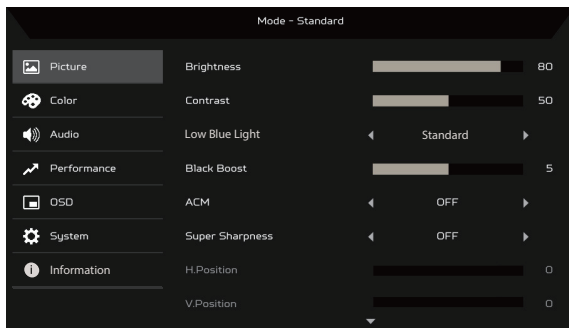 Mode - Standard
Picture
Brightness 80
Color
Contrast 50
Audio
Low Blue Light Standard
Performance
Black Boost 5
OSD
ACM OFF
System
Super Sharpness OFF
Information
H.Position 0
V.Position 0